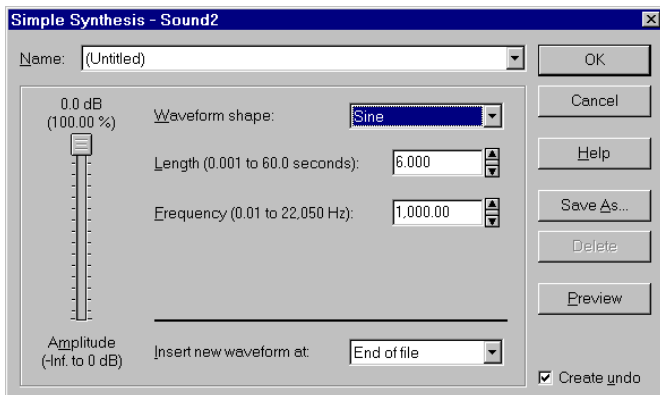 Simple Synthesis - Sound2
Name: (Untitled)
OK
Cancel
Help
Save As...
Delete
Preview
Create undo
0.0 dB
(100.00 %)
Amplitude
(-Inf. to 0 dB)
Waveform shape: Sine
Length (0.001 to 60.0 seconds): 6.000
Frequency (0.01 to 22,050 Hz): 1,000.00
Insert new waveform at: End of file